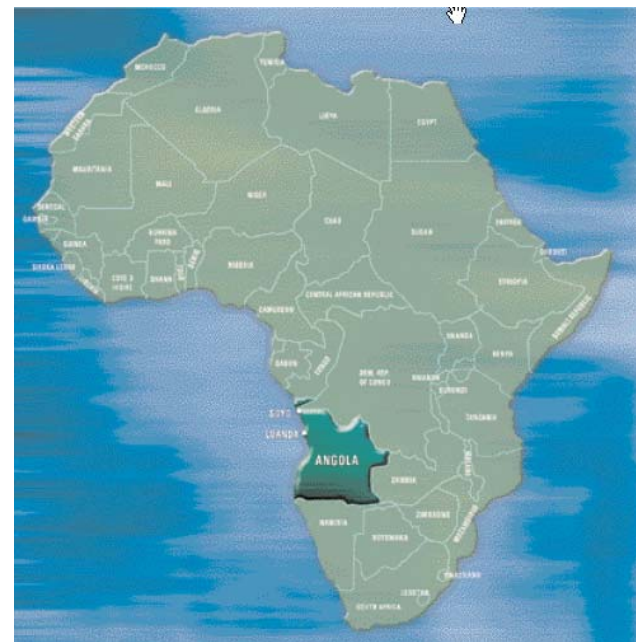 TUNISIA
MOROCCO
ALGERIA
LIBYA
EGYPT
WESTERN
SAHARA
MAURITANIA
MALI
NIGER
CHAD
SUDAN
ERITREA
SENEGAL
GAMBIA
BURKINA
FASO
DJIBOUTI
GUINEA
BENIN
NIGERIA
SIERRA LEONE
COTE D
IVOIRE
GHANA
TOGO
ETHIOPIA
CENTRAL AFRICAN REPUBLIC
SOMALI REPUBLIC
CAMEROON
UGANDA
KENYA
GABON
CONGO
DEM. REP.
OF CONGO
RWANDA
BURUNDI
TANZANIA
SOYO
LUANDA
ANGOLA
MALAWI
ZAMBIA
ZIMBABWE
MOZAMBIQUE
NAMIBIA
BOTSWANA
SWAZILAND
LESOTHO
SOUTH AFRICA